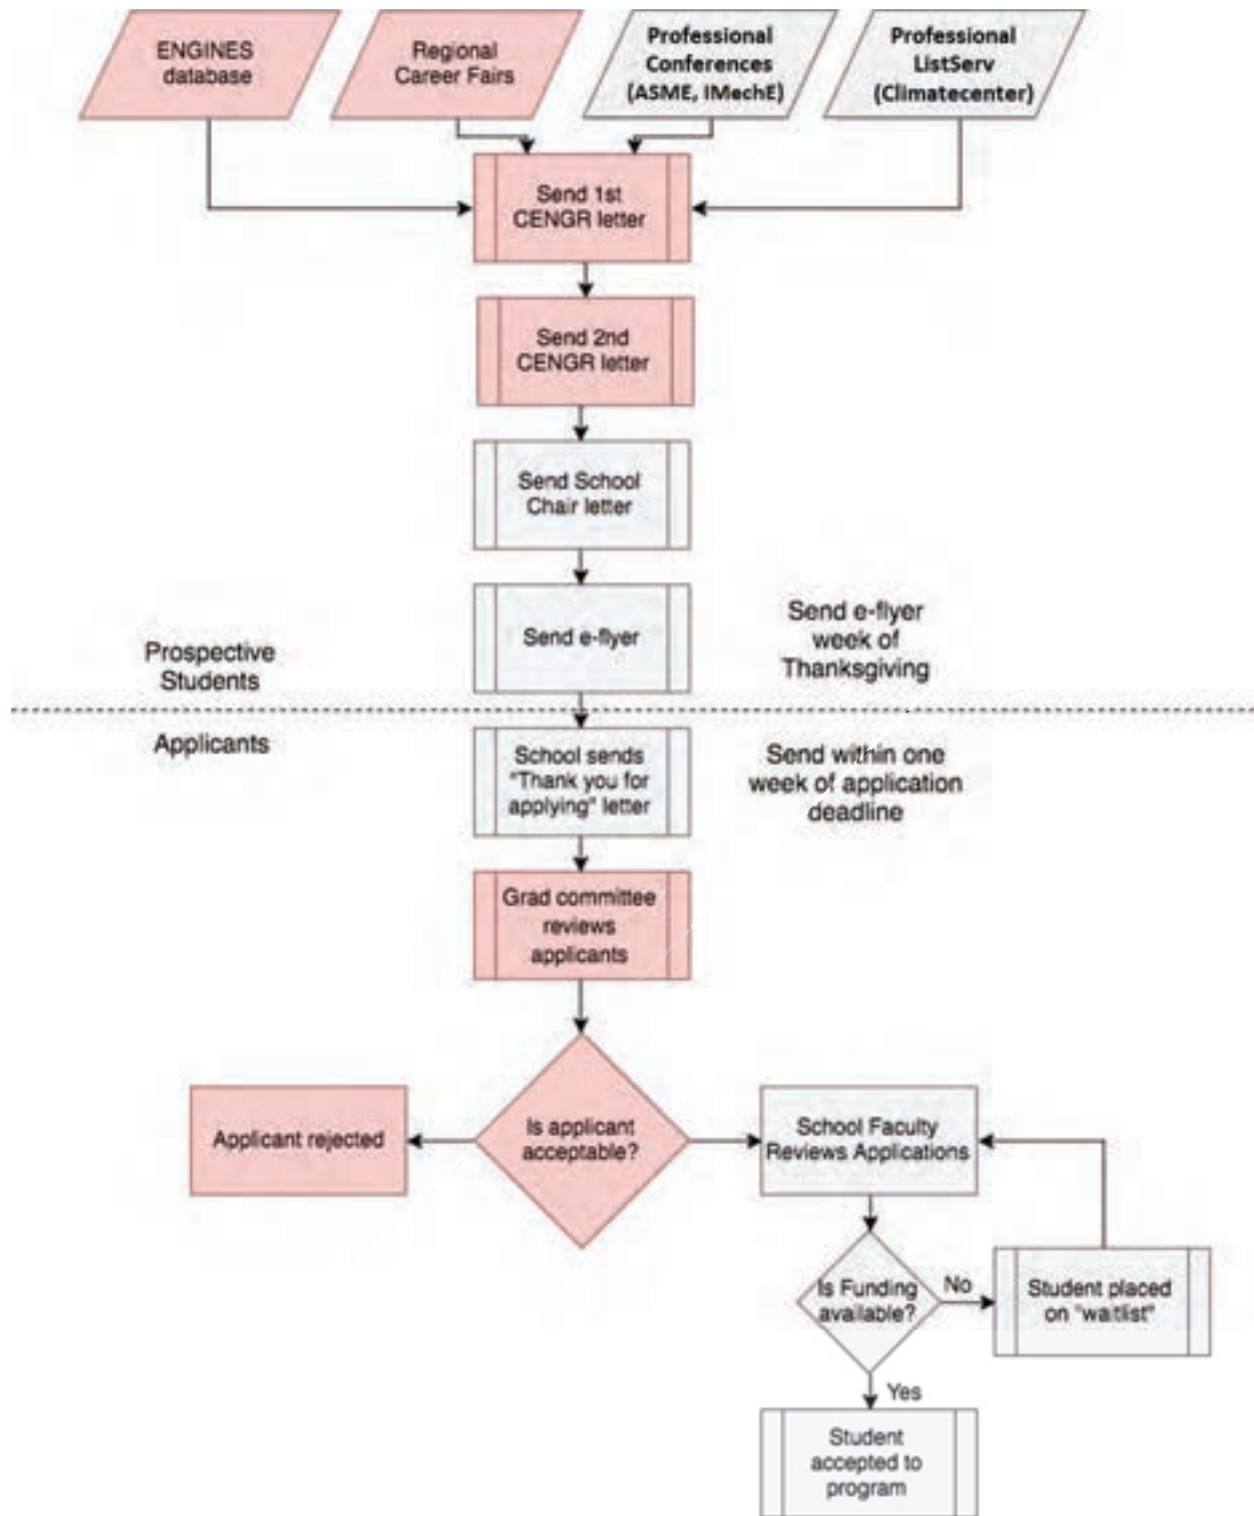 ENGINES
database
Regional
Career Fairs
Professional
Conferences
(ASME, IMechE)
Professional
ListServ
(Climatecenter)
Send 1st
CENGR letter
Send 2nd
CENGR letter
Send School
Chair letter
Send e-flyer
Send e-flyer
week of
Thanksgiving
Prospective
Students
Applicants
School sends
"Thank you for
applying" letter
Send within one
week of application
deadline
Grad committee
reviews
applicants
Applicant rejected
Is applicant
acceptable?
School Faculty
Reviews Applications
Is Funding
available?
No
Student placed
on "waitlist"
Yes
Student
accepted to
program